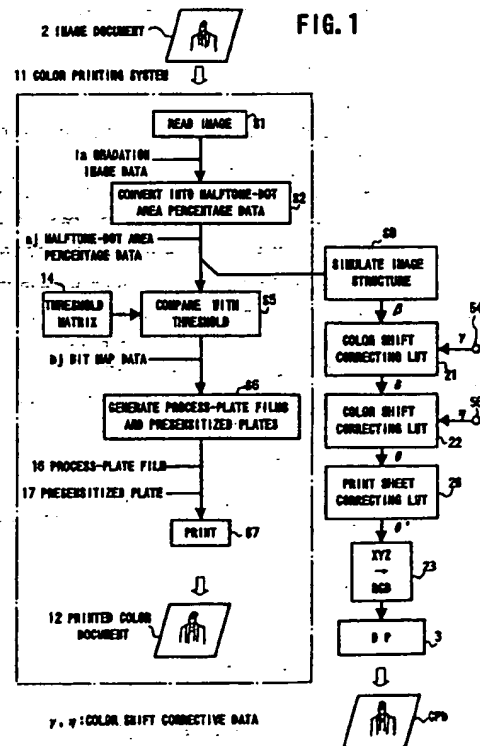 FIG. 1
2 IMAGE DOCUMENT
11 COLOR PRINTING SYSTEM
READ IMAGE
S1
Ia GRADATION
IMAGE DATA
CONVERT INTO HALFTONE-DOT
AREA PERCENTAGE DATA
S2
aj HALFTONE-DOT AREA
PERCENTAGE DATA
14
THRESHOLD
MATRIX
COMPARE WITH
THRESHOLD
S5
bj BIT MAP DATA
GENERATE PROCESS-PLATE FILMS
AND PRESENSITIZED PLATES
S6
16 PROCESS-PLATE FILM
17 PRESENSITIZED PLATE
PRINT
S7
12 PRINTED COLOR
DOCUMENT
SIMULATE IMAGE
STRUCTURE
β
COLOR SHIFT
CORRECTING LUT
21
γ
COLOR SHIFT
CORRECTING LUT
22
PRINT SHEET
CORRECTING LUT
XYZ
→
RGB
23
D P
3
CPb
: COLOR SHIFT CORRECTIVE DATA